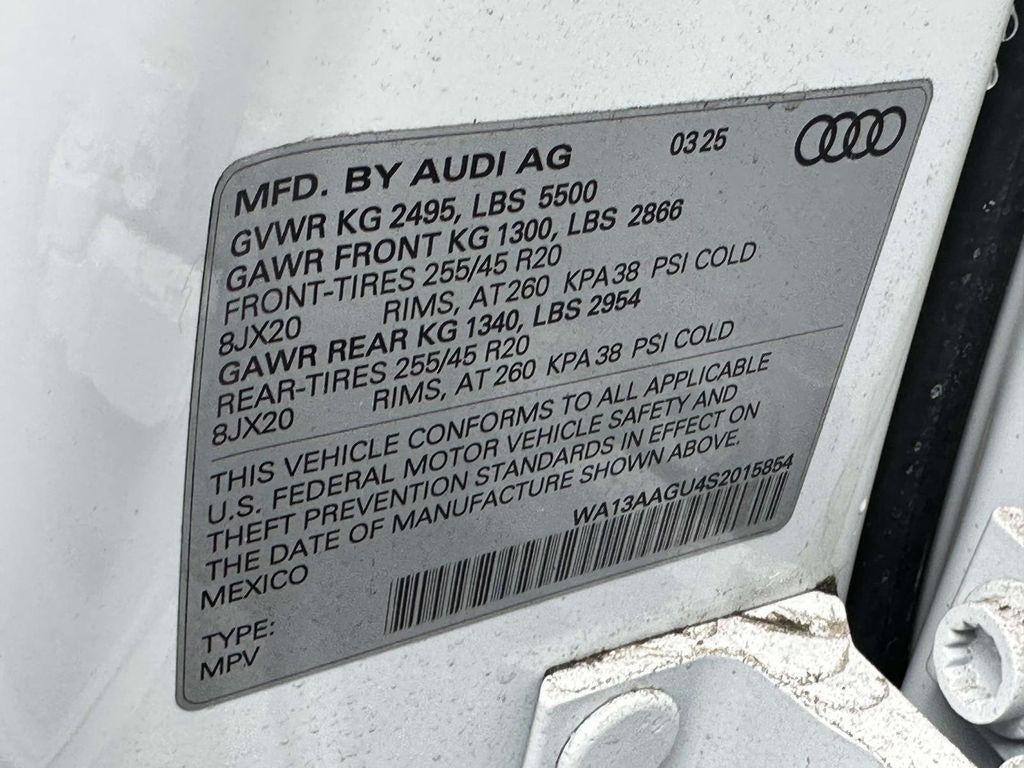 MFD. BY AUDI AG 0325
GVWR KG 2495, LBS 5500
GAWR FRONT KG 1300, LBS 2866
FRONT-TIRES 255/45 R20
8JX20 RIMS, AT 260 KPA 38 PSI COLD
GAWR REAR KG 1340, LBS 2954
REAR-TIRES 255/45 R20
8JX20 RIMS, AT 260 KPA 38 PSI COLD
THIS VEHICLE CONFORMS TO ALL APPLICABLE
U.S. FEDERAL MOTOR VEHICLE SAFETY AND
THEFT PREVENTION STANDARDS IN EFFECT ON
THE DATE OF MANUFACTURE SHOWN ABOVE.
MEXICO WA13AAGU4S2015854
TYPE:
MPV